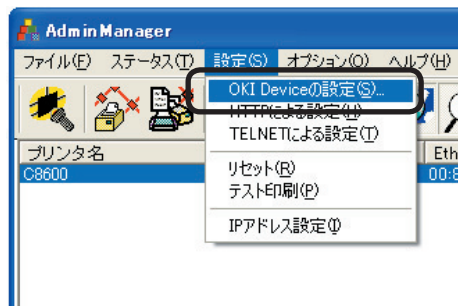 AdminManager
ファイル(F) ステータス(T) 設定(S) オプション(O) ヘルプ(H)
OKI Deviceの設定(S)...
HTTPによる設定(H)
TELNETによる設定(T)
リセット(R)
テスト印刷(P)
IPアドレス設定(I)
プリンタ名 Eth
C8600 00:8